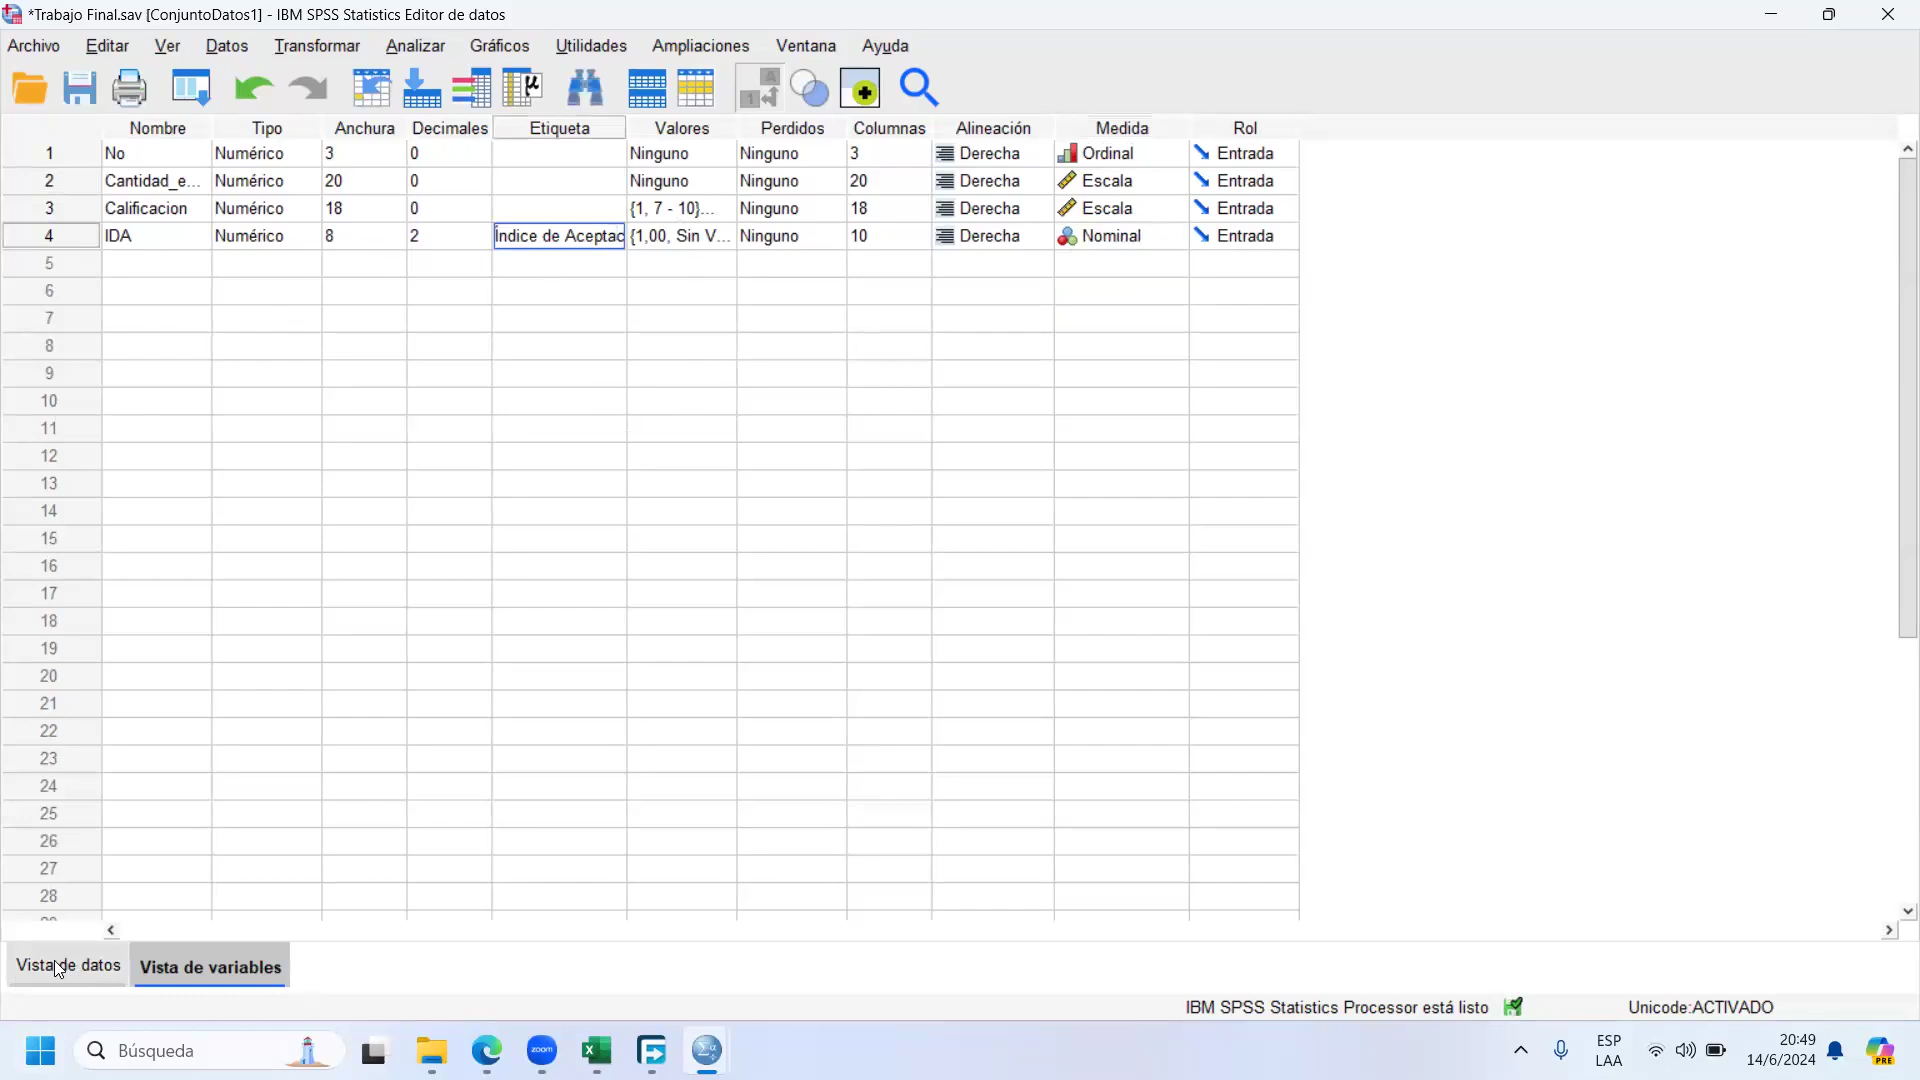 *Trabajo Final.sav [ConjuntoDatos1] - IBM SPSS Statistics Editor de datos
Archivo Editar Ver Datos Transformar Analizar Gráficos Utilidades Ampliaciones Ventana Ayuda
Nombre Tipo Anchura Decimales Etiqueta Valores Perdidos Columnas Alineación Medida Rol
1 No Numérico 3 0 Ninguno Ninguno 3 Derecha Ordinal Entrada
2 Cantidad_e... Numérico 20 0 Ninguno Ninguno 20 Derecha Escala Entrada
3 Calificacion Numérico 18 0 {1, 7 - 10}... Ninguno 18 Derecha Escala Entrada
4 IDA Numérico 8 2 Índice de Aceptac {1,00, Sin V... Ninguno 10 Derecha Nominal Entrada
5
6
7
8
9
10
11
12
13
14
15
16
17
18
19
20
21
22
23
24
25
26
27
28
Vista de datos Vista de variables
IBM SPSS Statistics Processor está listo Unicode:ACTIVADO
Búsqueda zoom ESP LAA 20:49 14/6/2024 PRE